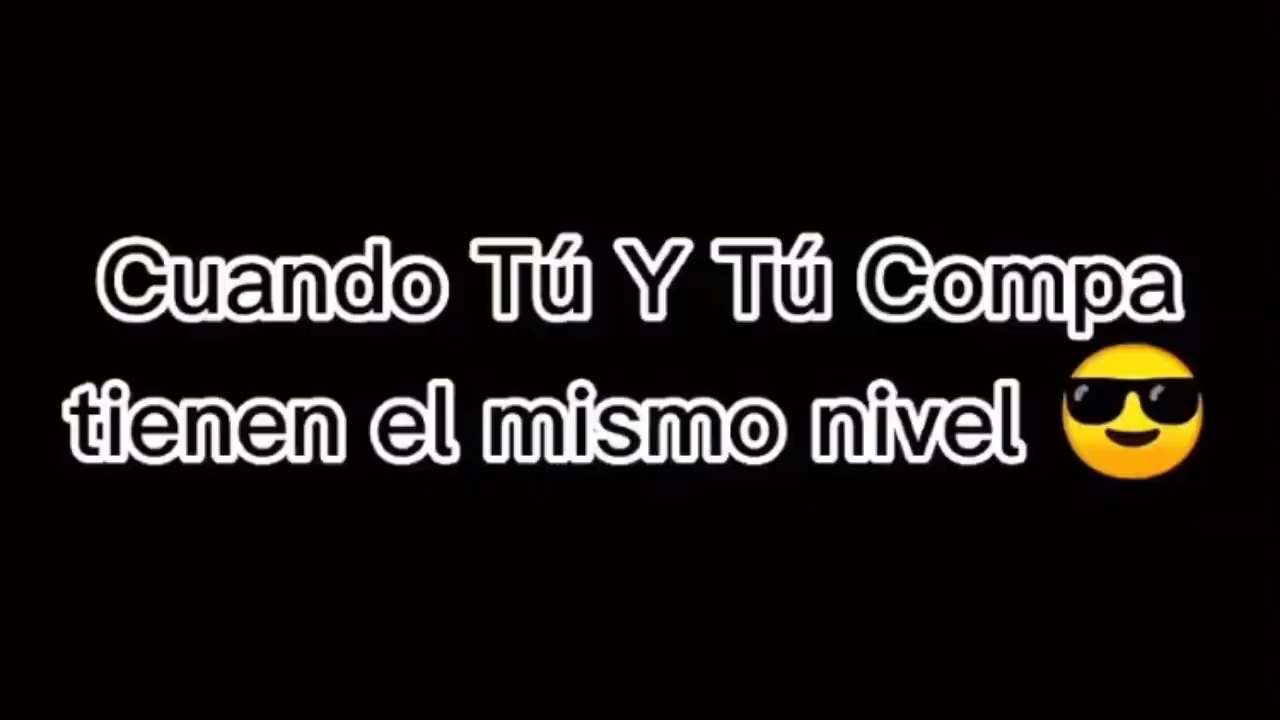 Cuando Tú Y Tú Compa
tienen el mismo nivel 😎